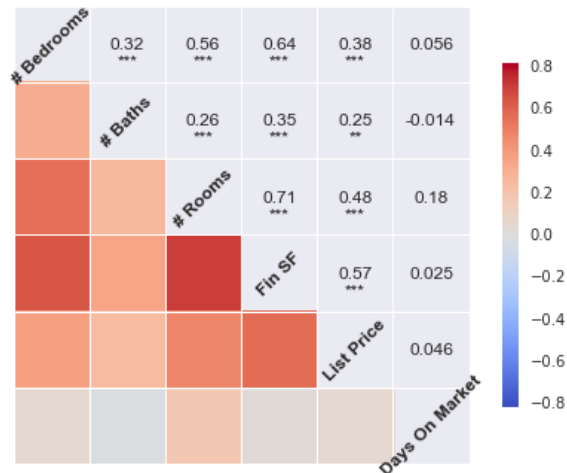 # Bedrooms 0.32 0.56 0.64 0.38 0.056
*** *** *** ***
# Baths 0.26 0.35 0.25 -0.014
*** *** **
# Rooms 0.71 0.48 0.18
*** ***
Fin SF 0.57 0.025
***
List Price 0.046
Days On Market
0.8
0.6
0.4
0.2
0.0
−0.2
−0.4
−0.6
−0.8